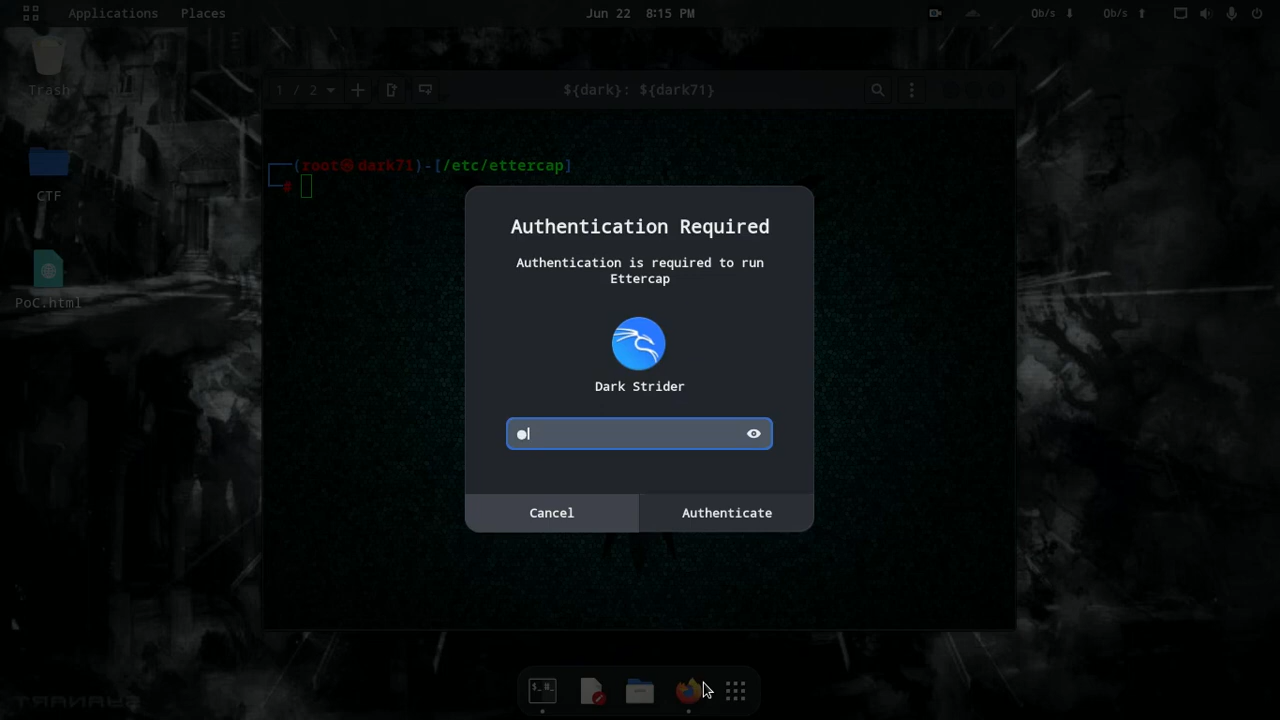 Applications Places Jun 22 8:15 PM 0b/s 0b/s
Trash
1 / 2 ${dark}: ${dark71}
(root㉿dark71)-[/etc/ettercap]
#
CTF
PoC.html
Authentication Required
Authentication is required to run
Ettercap
Dark Strider
Cancel Authenticate